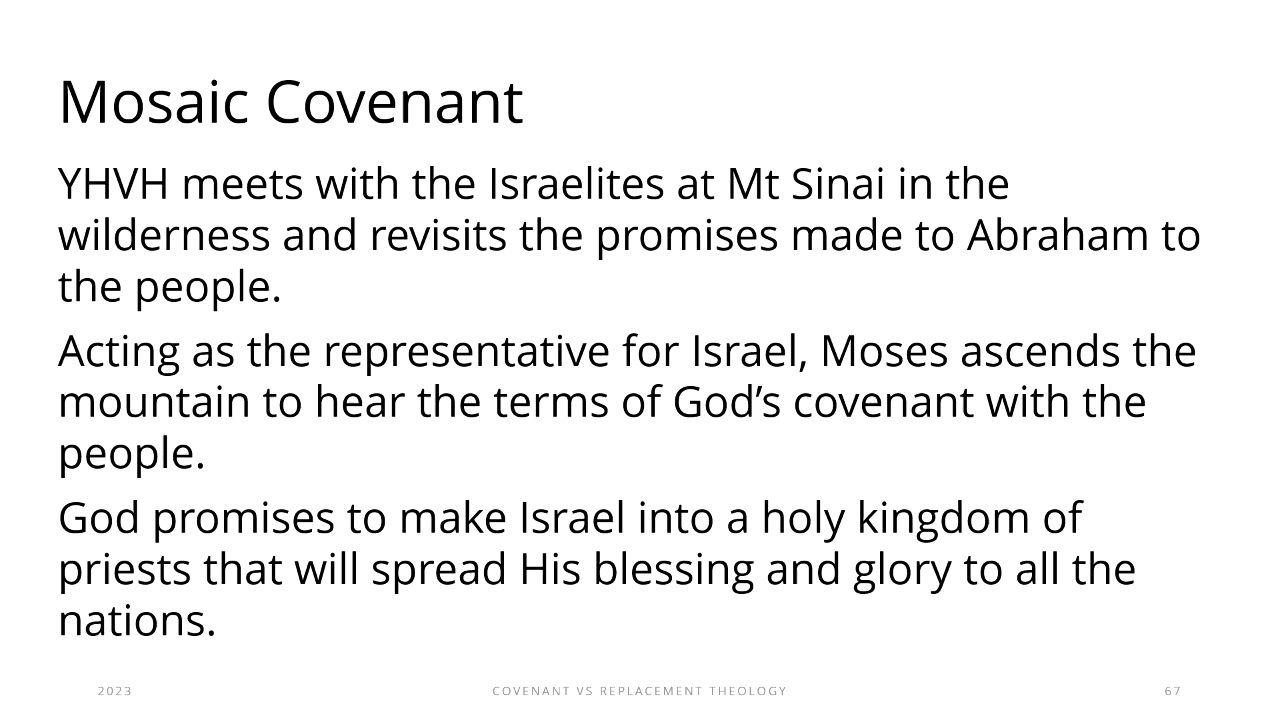 Mosaic Covenant
YHVH meets with the Israelites at Mt Sinai in the
wilderness and revisits the promises made to Abraham to
the people.
Acting as the representative for Israel, Moses ascends the
mountain to hear the terms of God’s covenant with the
people.
God promises to make Israel into a holy kingdom of
priests that will spread His blessing and glory to all the
nations.
2023
COVENANT VS REPLACEMENT THEOLOGY
67